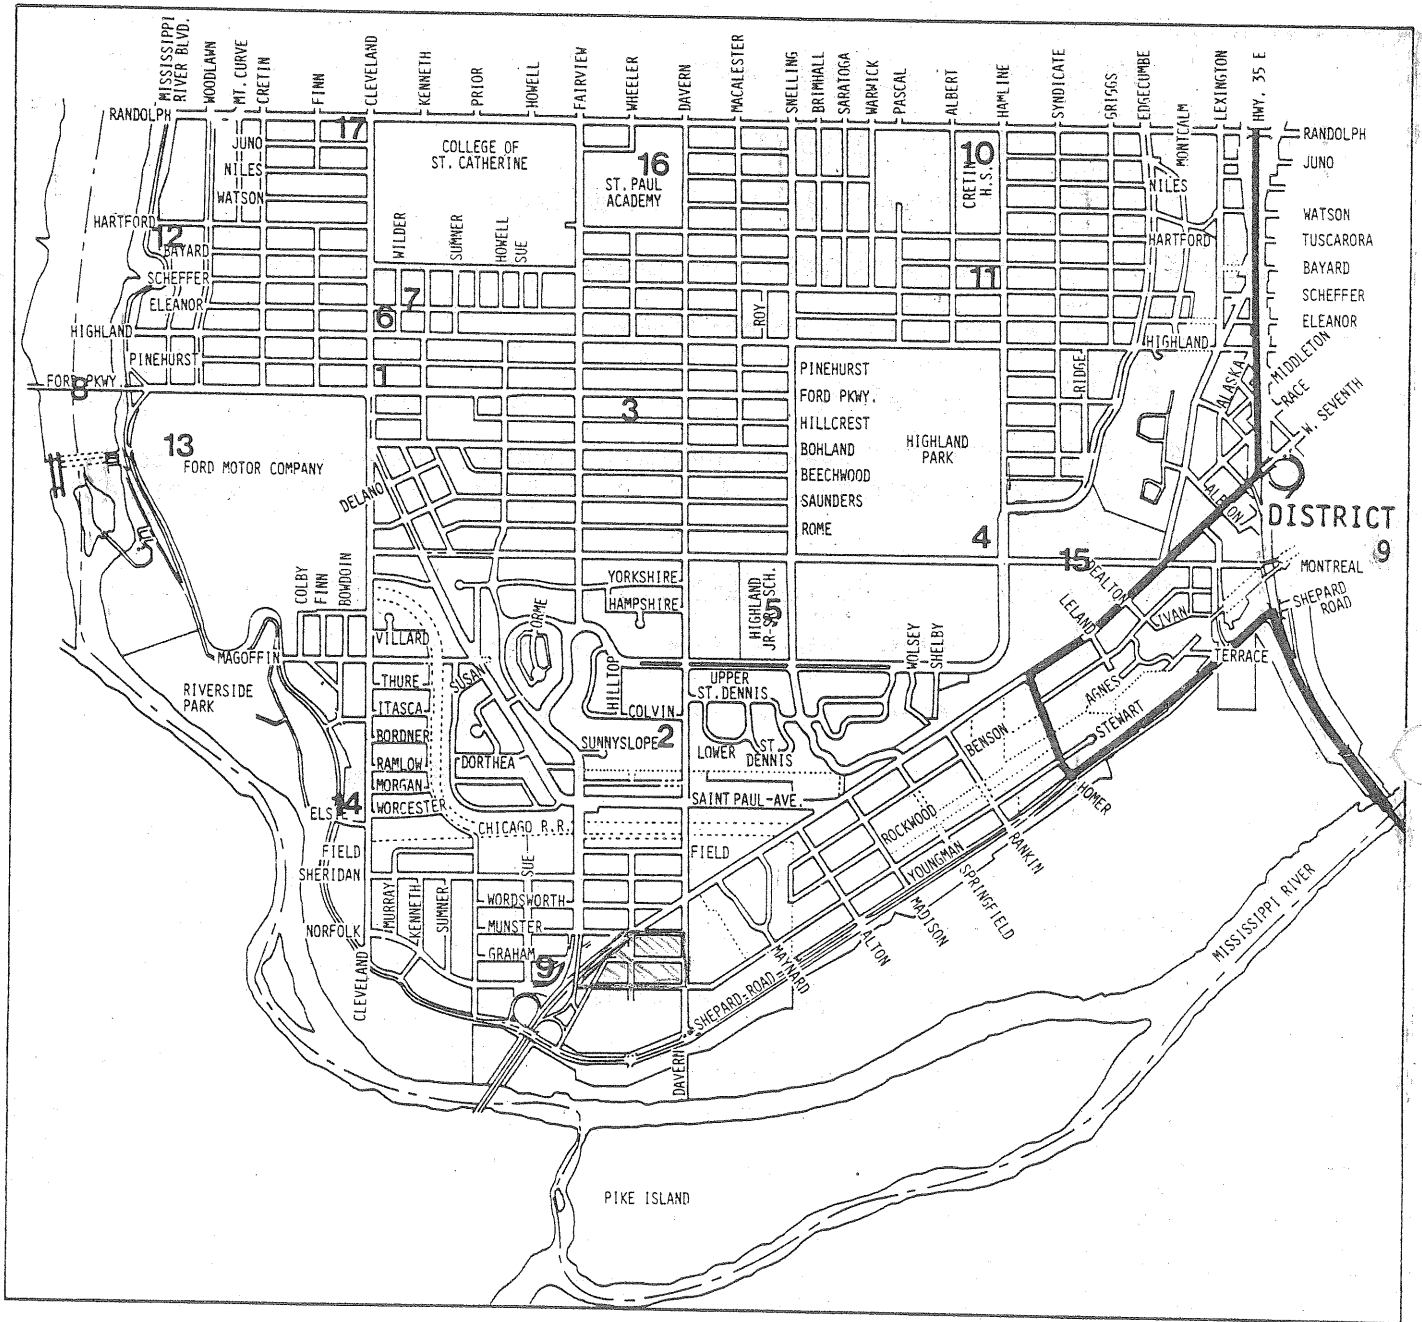 MISSISSIPPI
RIVER BLVD.
WOODLAWN
MT. CURVE
CRETIN
FINN
CLEVELAND
KENNETH
PRIOR
HOWELL
FAIRVIEW
WHEELER
DAVERN
MACALESTER
SNELLING
BRIMHALL
SARATOGA
WARWICK
PASCAL
ALBERT
HAMLINE
SYNDICATE
GRIGGS
EDGECUMBE
MONTCALM
LEXINGTON
HWY. 35 E
RANDOLPH
17
RANDOLPH
JUNO
COLLEGE OF
ST. CATHERINE
16
10
JUNO
NILES
ST. PAUL
ACADEMY
CRETIN
H.S.
NILES
WATSON
HARTFORD
WATSON
12
WILDER
SUMNER
HOWELL
SUE
HARTFORD
TUSCARORA
BAYARD
BAYARD
SCHEFFER
11
SCHEFFER
ELEANOR
7
6
ROY
ELEANOR
HIGHLAND
HIGHLAND
PINEHURST
PINEHURST
RIDGE
ALASKA
MIDDLETON
RACE
W. SEVENTH
FORD PKWY.
8
1
FORD PKWY.
3
HILLCREST
13
FORD MOTOR COMPANY
BOHLAND
HIGHLAND
PARK
BEECHWOOD
DELANO
SAUNDERS
ALBION
DISTRICT
9
ROME
4
15
MONTREAL
COLBY
FINN
BOWDOIN
YORKSHIRE
HAMPSHIRE
ORME
HIGHLAND
JR-SR. SCH.
5
DEALTON
LELAND
IVAN
SHEPARD
ROAD
VILLARD
MAGOFFIN
SUSAN
HILLTOP
WOLSEY
SHELBY
TERRACE
RIVERSIDE
PARK
THURE
UPPER
ST. DENNIS
AGNES
ITASCA
COLVIN
STEWART
BORDNER
SUNNYSLOPE
2
LOWER
ST
DENNIS
BENSON
RAMLOW
DORTHEA
MORGAN
14
WORCESTER
SAINT PAUL-AVE.
HOMER
CHICAGO R.R.
ROCKWOOD
RANKIN
FIELD
SUE
FIELD
YOUNGMAN
SHERIDAN
SPRINGFIELD
MURRAY
KENNETH
SUMNER
WORDSWORTH
MADISON
MISSISSIPPI RIVER
NORFOLK
MUNSTER
ALTON
GRAHAM
9
MAYNARD
CLEVELAND
SHEPARD-ROAD
DAVERN
PIKE ISLAND